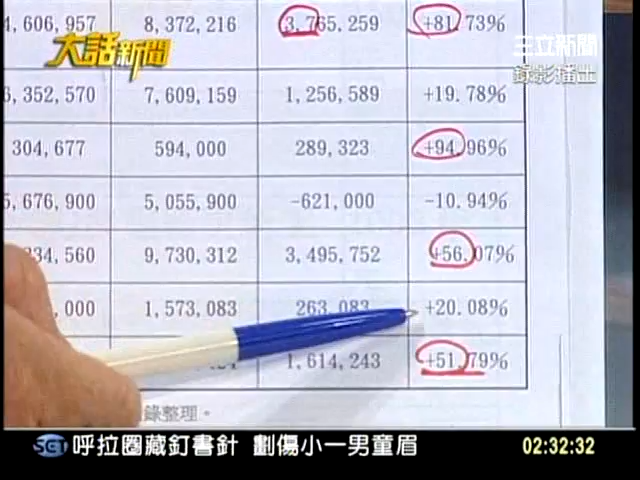 4,606,957 8,372,216 3,765,259 +81.73%
大話新聞
三立新聞
錄影播出
6,352,570 7,609,159 1,256,589 +19.78%
304,677 594,000 289,323 +94.96%
5,676,900 5,055,900 -621,000 -10.94%
234,560 9,730,312 3,495,752 +56.07%
,000 1,573,083 263,083 +20.08%
1,614,243 +51.79%
錄整理。
SET 呼拉圈藏釘書針 劃傷小一男童眉 02:32:32